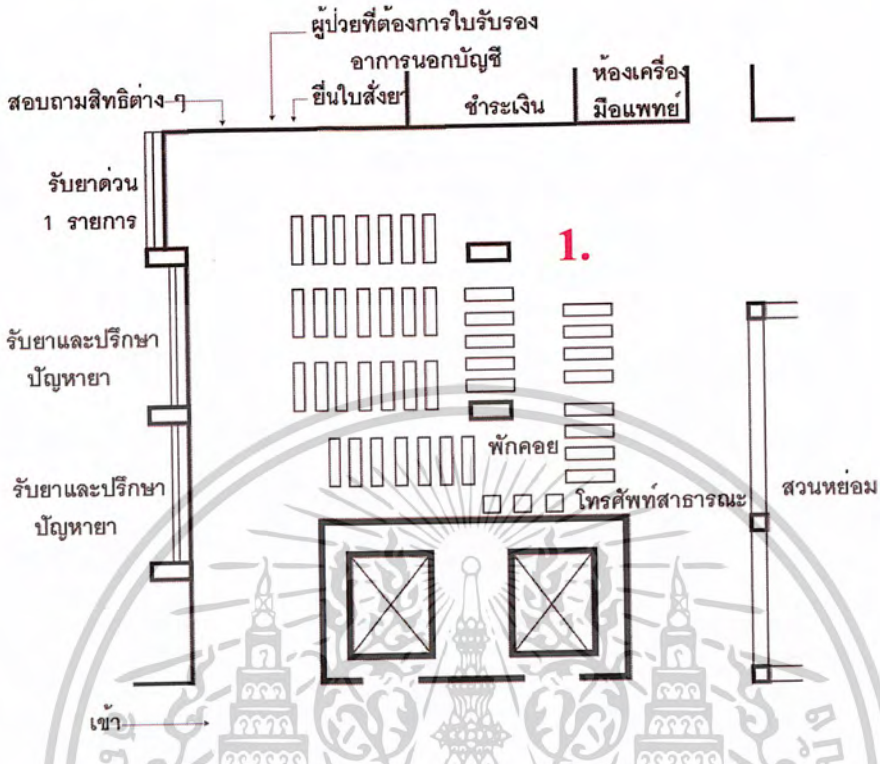 ผู้ป่วยที่ต้องการใบรับรอง
อาการนอกบัญชี
สอบถามสิทธิต่าง ๆ
ยื่นใบสั่งยา
ชำระเงิน
ห้องเครื่อง
มือแพทย์
รับยาด่วน
1 รายการ
1.
รับยาและปรึกษา
ปัญหายา
พักคอย
รับยาและปรึกษา
ปัญหายา
โทรศัพท์สาธารณะ
สวนหย่อม
เข้า